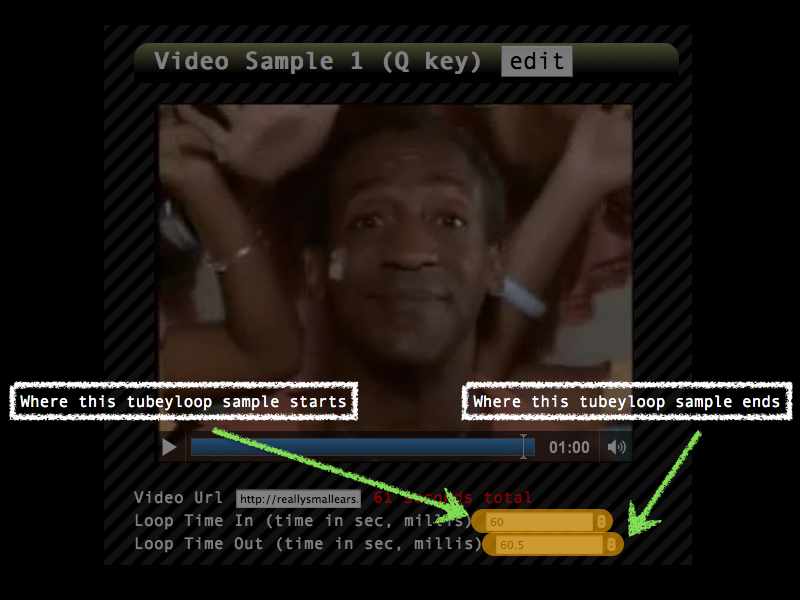 Video Sample 1 (Q key) edit
Where this tubeyloop sample starts
Where this tubeyloop sample ends
01:00
Video Url http://reallysmallears. 61 seconds total
Loop Time In (time in sec, millis) 60
Loop Time Out (time in sec, millis) 60.5